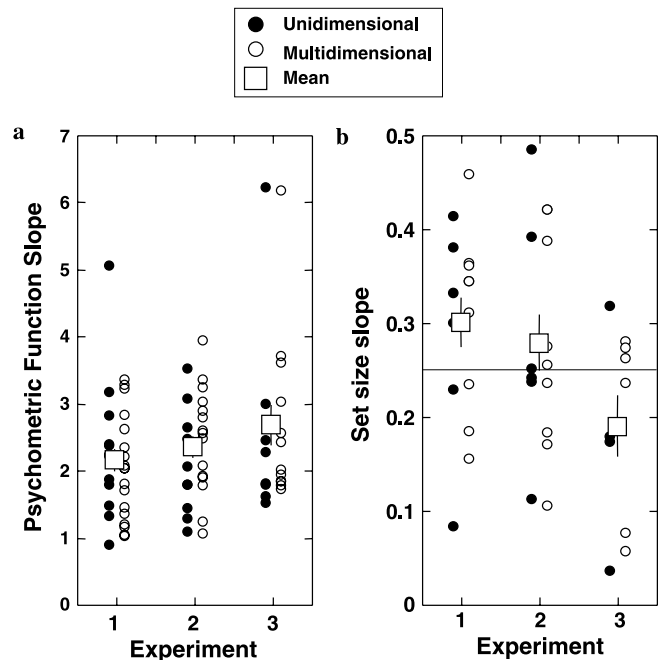 Unidimensional
Multidimensional
Mean
a
Psychometric Function Slope
7
6
5
4
3
2
1
0
1 2 3
Experiment
b
Set size slope
0.5
0.4
0.3
0.2
0.1
0
1 2 3
Experiment